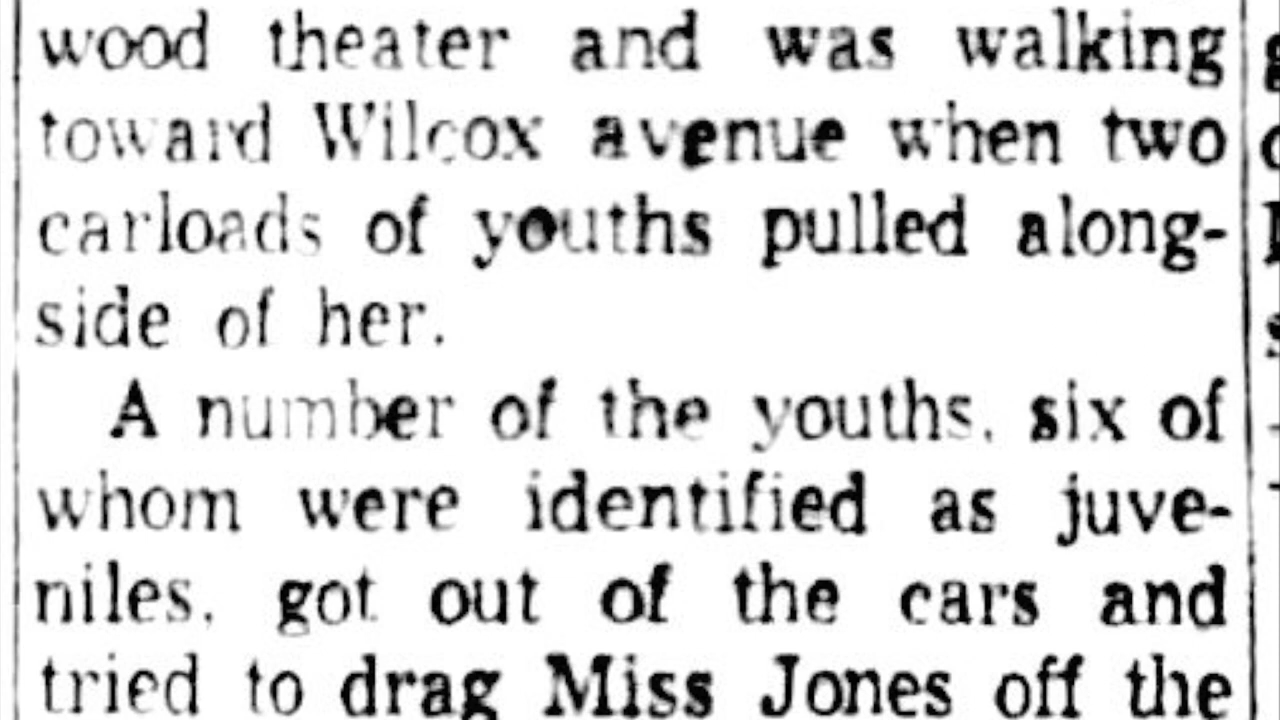 wood theater and was walking
toward Wilcox avenue when two
carloads of youths pulled along-
side of her.
A number of the youths, six of
whom were identified as juve-
niles, got out of the cars and
tried to drag Miss Jones off the